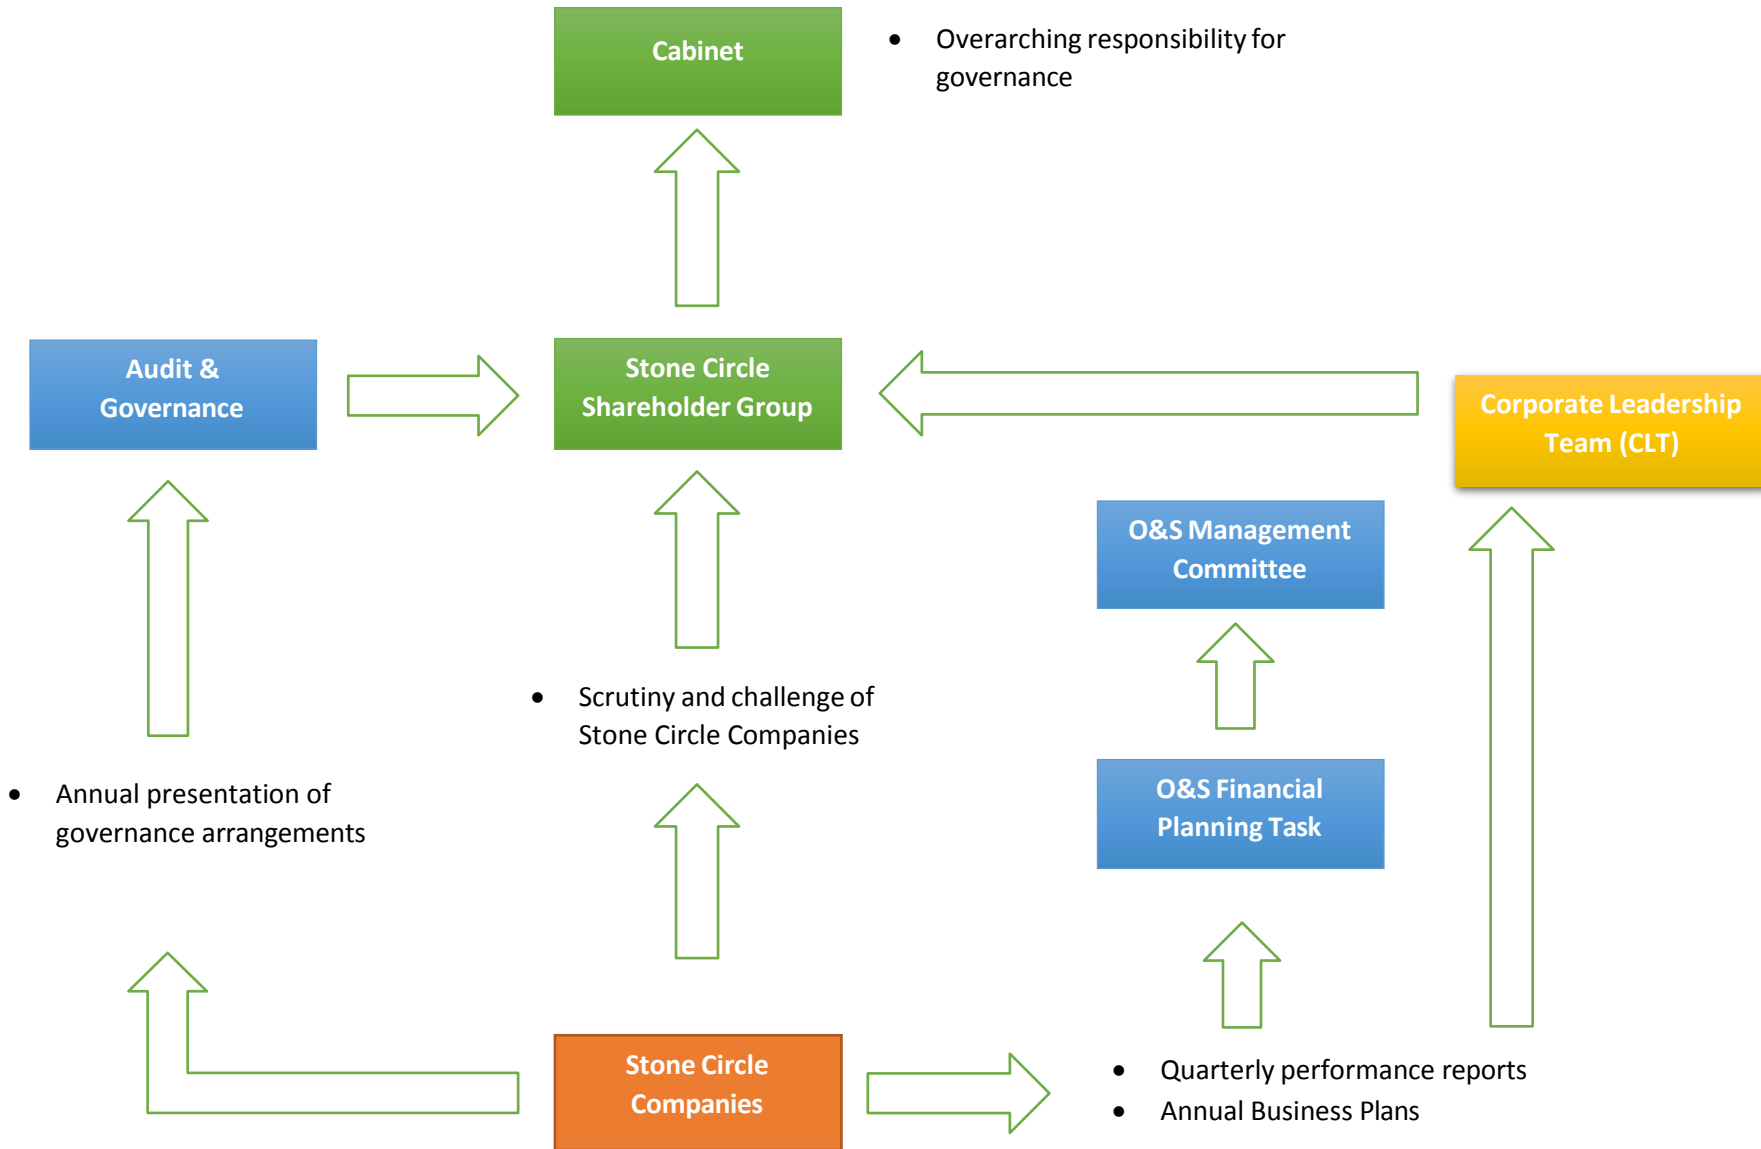 Cabinet
• Overarching responsibility for
governance
Audit &
Governance
Stone Circle
Shareholder Group
Corporate Leadership
Team (CLT)
O&S Management
Committee
• Scrutiny and challenge of
Stone Circle Companies
• Annual presentation of
governance arrangements
O&S Financial
Planning Task
Stone Circle
Companies
• Quarterly performance reports
• Annual Business Plans